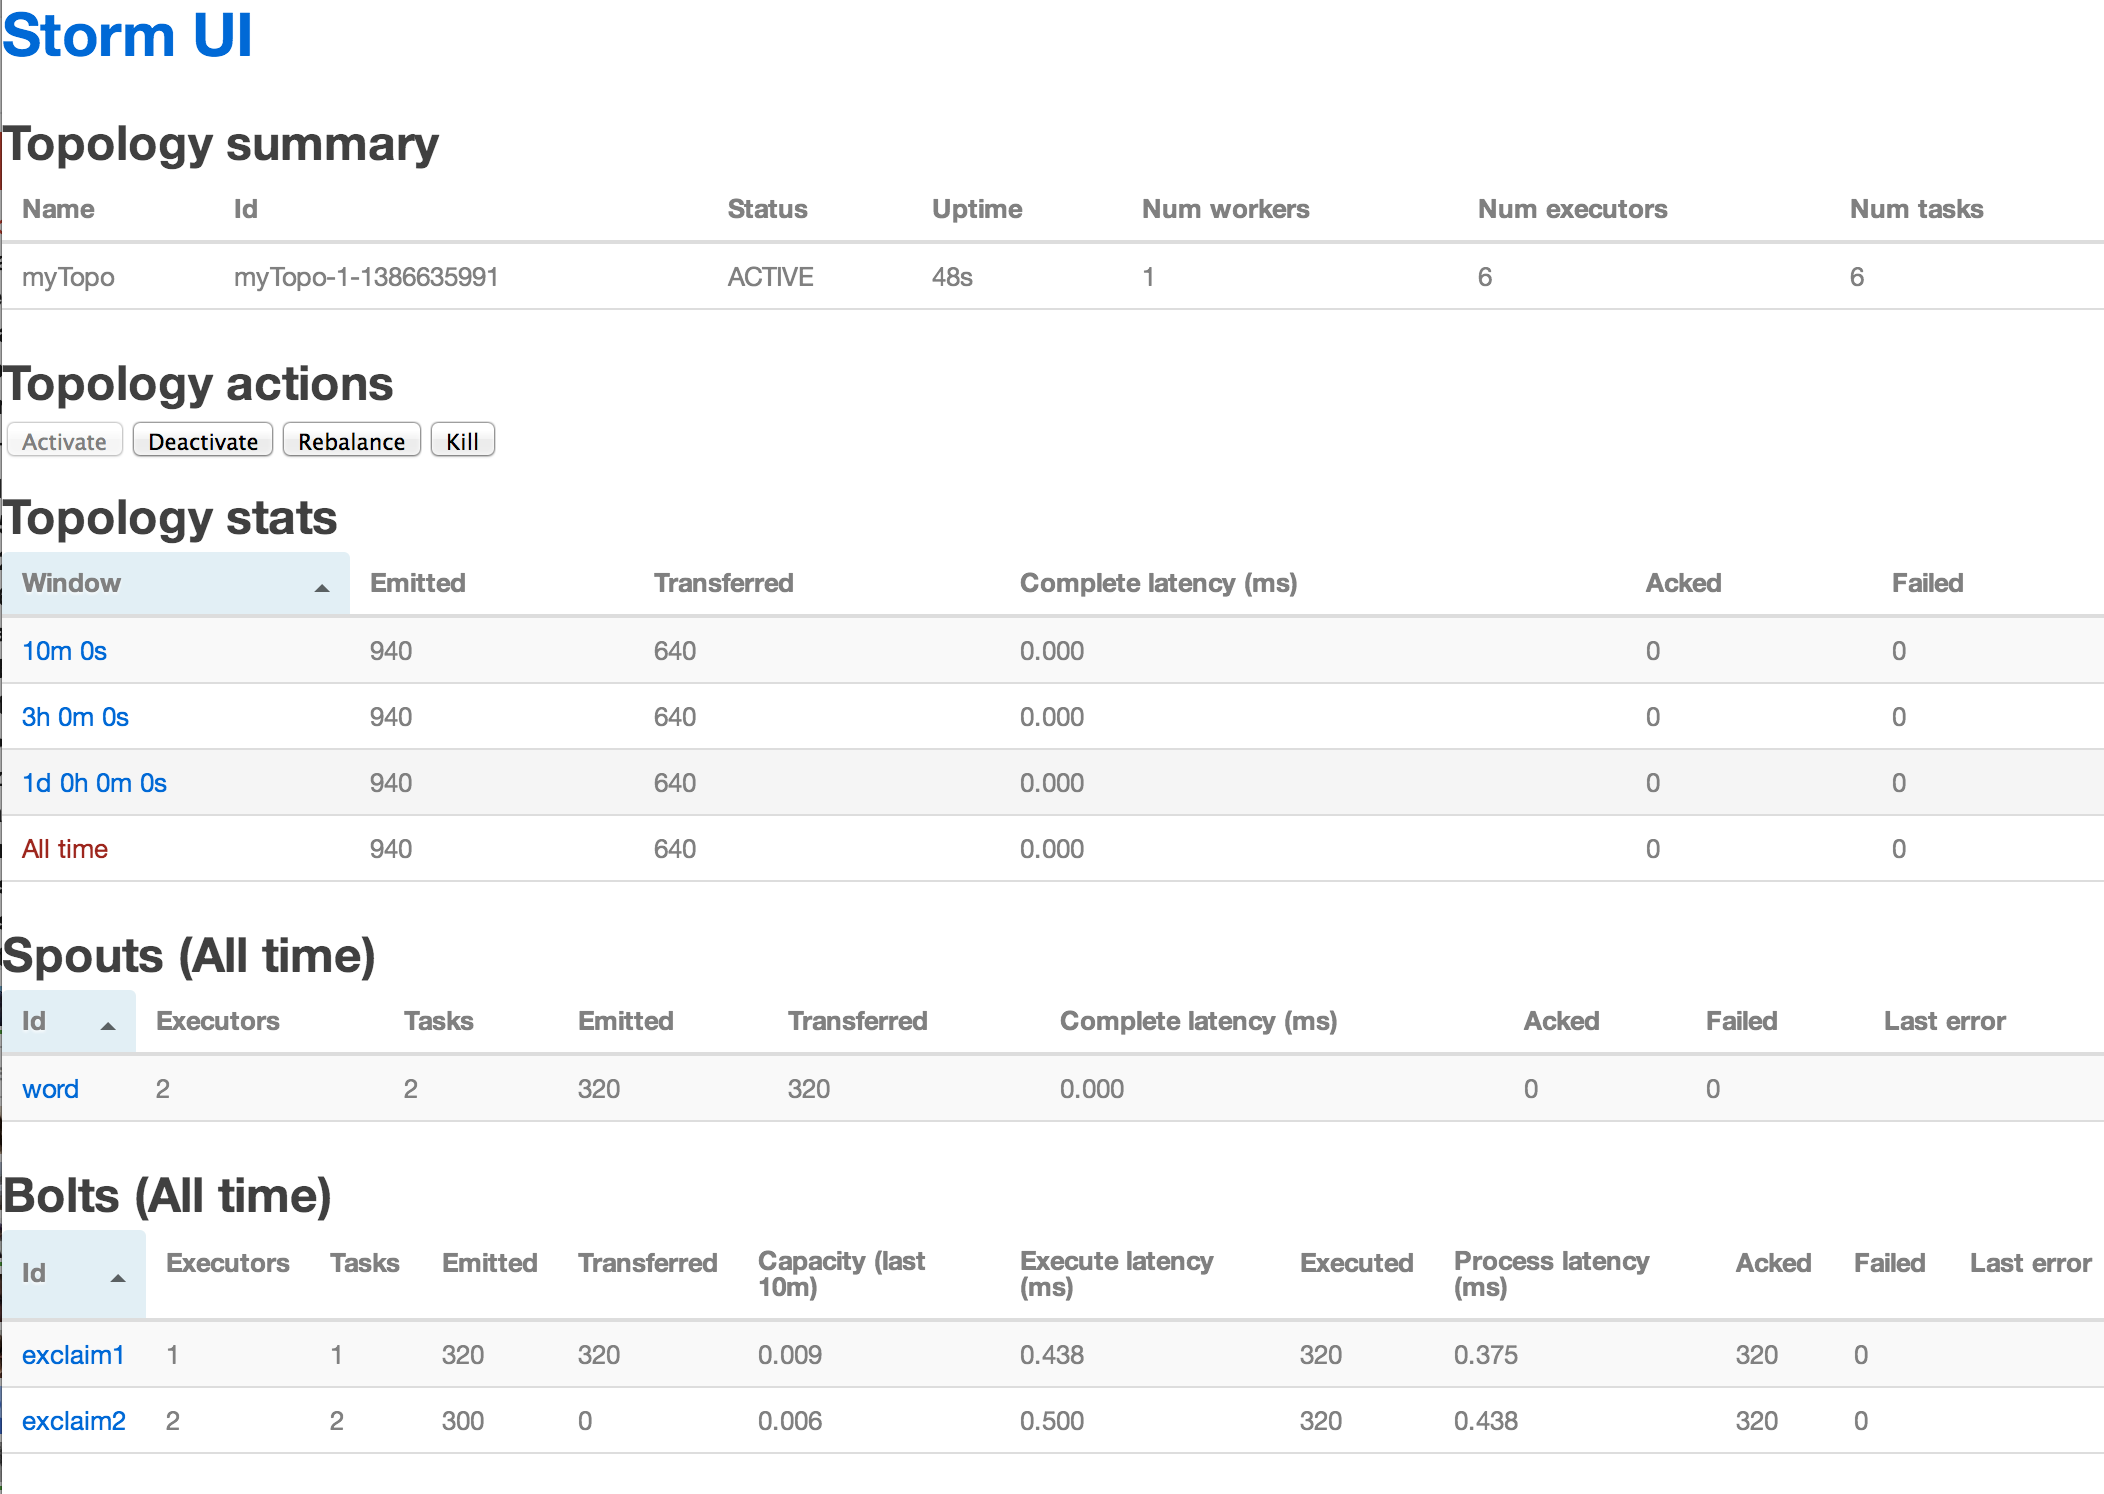 Storm UI
Topology summary
Name Id Status Uptime Num workers Num executors Num tasks
myTopo myTopo-1-1386635991 ACTIVE 48s 1 6 6
Topology actions
Activate Deactivate Rebalance Kill
Topology stats
Window Emitted Transferred Complete latency (ms) Acked Failed
10m 0s 940 640 0.000 0 0
3h 0m 0s 940 640 0.000 0 0
1d 0h 0m 0s 940 640 0.000 0 0
All time 940 640 0.000 0 0
Spouts (All time)
Id Executors Tasks Emitted Transferred Complete latency (ms) Acked Failed Last error
word 2 2 320 320 0.000 0 0
Bolts (All time)
Id Executors Tasks Emitted Transferred Capacity (last 10m) Execute latency (ms) Executed Process latency (ms) Acked Failed Last error
exclaim1 1 1 320 320 0.009 0.438 320 0.375 320 0
exclaim2 2 2 300 0 0.006 0.500 320 0.438 320 0